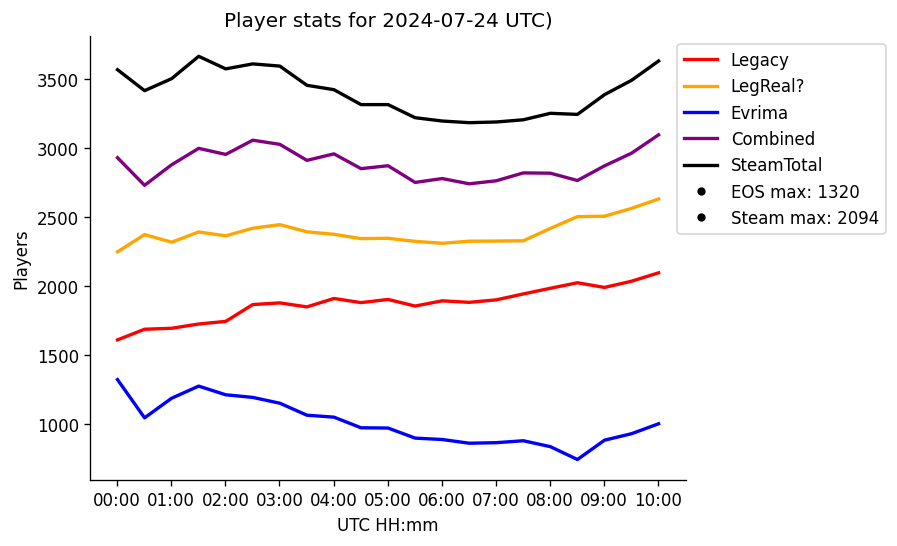 Player stats for 2024-07-24 UTC)
Legacy
LegReal?
Evrima
Combined
SteamTotal
EOS max: 1320
Steam max: 2094
3500
3000
2500
2000
1500
1000
Players
00:00 01:00 02:00 03:00 04:00 05:00 06:00 07:00 08:00 09:00 10:00
UTC HH:mm